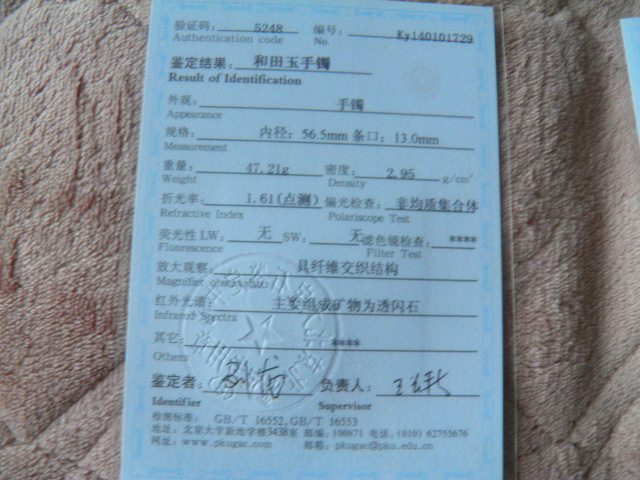 验证码: 5248 编号: Ky140101729
Authentication code No.
鉴定结果: 和田玉手镯
Result of Identification
外观: 手镯
Appearance
规格: 内径: 56.5mm 条口: 13.0mm
Measurement
重量: 47.21g 密度: 2.95 g/cm³
Weight Density
折光率: 1.61(点测) 偏光检查: 非均质集合体
Refractive Index Polariscope Test
荧光性 LW: 无 SW: 无 滤色镜检查: ****
Fluorescence Filter Test
放大观察: 具纤维交织结构
Magnifier observation
红外光谱: 主要组成矿物为透闪石
Infrared Spectra
其它: ****
Others
鉴定者: 负责人:
Identifier Supervisor
检测标准: GB/T 16552, GB/T 16553
地址: 北京大学新地学楼3438室 邮编: 100871 电话: (010) 62755676
网址: www.pkugac.com 邮箱: pkugac@pku.edu.cn